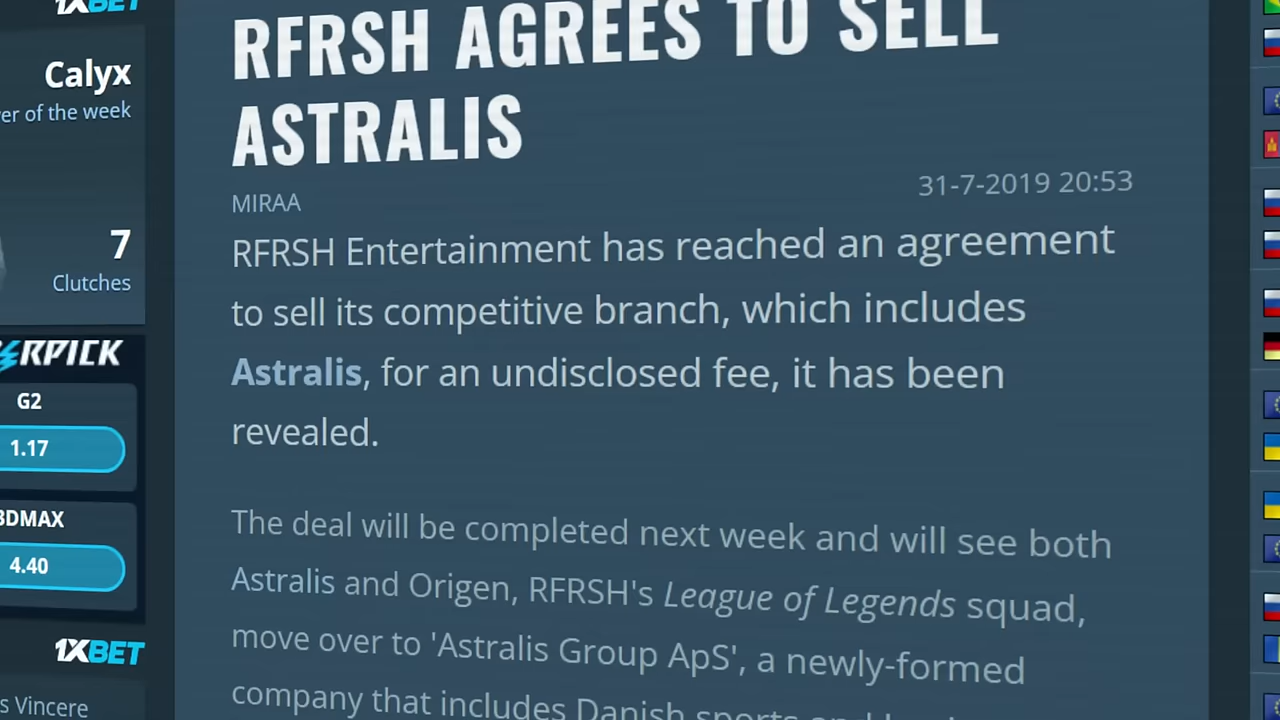 1XBET
Calyx
er of the week
7
Clutches
RPICK
G2
1.17
3DMAX
4.40
1XBET
s Vincere
RFRSH AGREES TO SELL
ASTRALIS
MIRAA
31-7-2019 20:53
RFRSH Entertainment has reached an agreement
to sell its competitive branch, which includes
Astralis, for an undisclosed fee, it has been
revealed.
The deal will be completed next week and will see both
Astralis and Origen, RFRSH's League of Legends squad,
move over to 'Astralis Group ApS', a newly-formed
company that includes Danish sports and